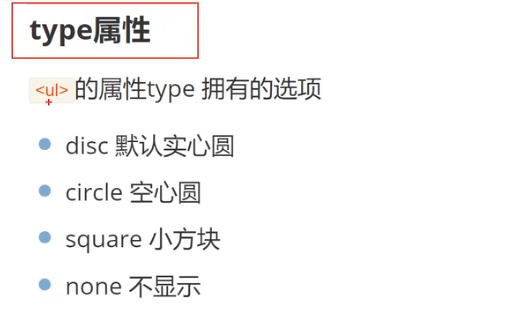 type属性
<ul>的属性type 拥有的选项
disc 默认实心圆
circle 空心圆
square 小方块
none 不显示